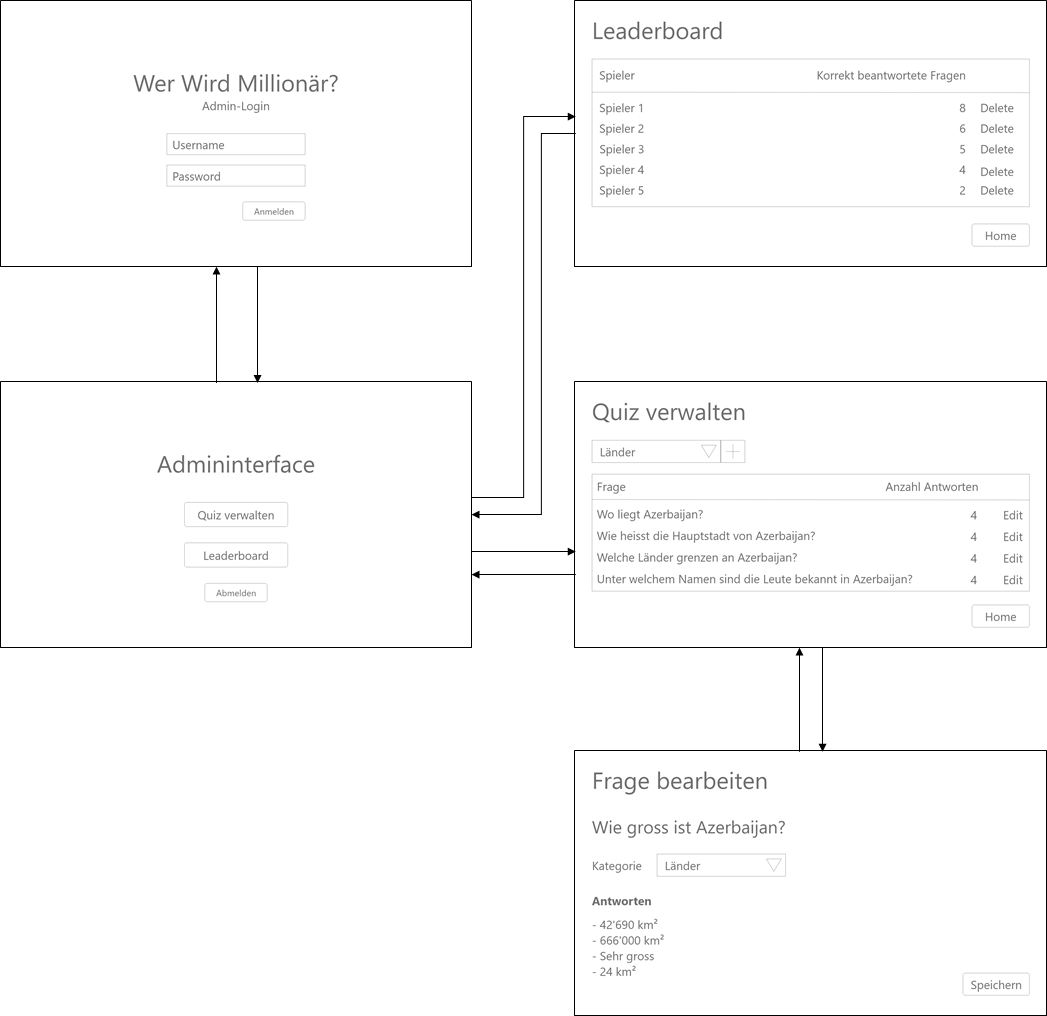 Wer Wird Millionär?
Admin-Login
Username
Password
Anmelden
Leaderboard
Spieler Korrekt beantwortete Fragen
Spieler 1 8 Delete
Spieler 2 6 Delete
Spieler 3 5 Delete
Spieler 4 4 Delete
Spieler 5 2 Delete
Home
Admininterface
Quiz verwalten
Leaderboard
Abmelden
Quiz verwalten
Länder
Frage Anzahl Antworten
Wo liegt Azerbaijan? 4 Edit
Wie heisst die Hauptstadt von Azerbaijan? 4 Edit
Welche Länder grenzen an Azerbaijan? 4 Edit
Unter welchem Namen sind die Leute bekannt in Azerbaijan? 4 Edit
Home
Frage bearbeiten
Wie gross ist Azerbaijan?
Kategorie Länder
Antworten
- 42'690 km²
- 666'000 km²
- Sehr gross
- 24 km²
Speichern